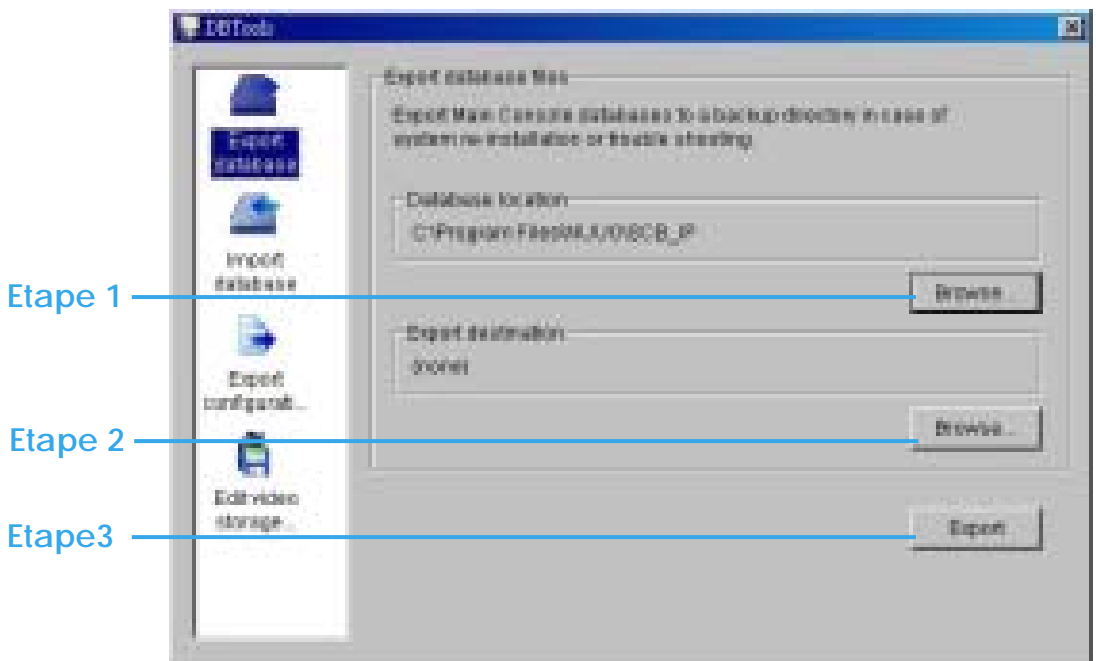 DBTools
Export
database
Import
database
Export
configurati...
Edit video
storage...
Export database files
Export Main Console databases to a backup directory in case of
system re-installation or trouble shooting.
Database location
C:\Program Files
Etape 1
Browse...
Export destination
(none)
Etape 2
Browse...
Etape3
Export